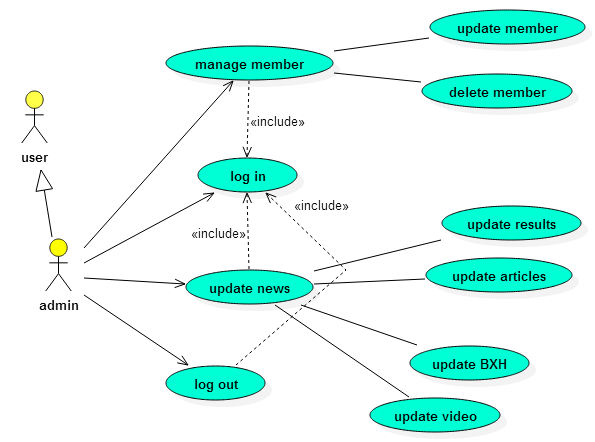 update member
manage member
delete member
«include»
user
log in
«include»
update results
«include»
update articles
admin
update news
update BXH
log out
update video